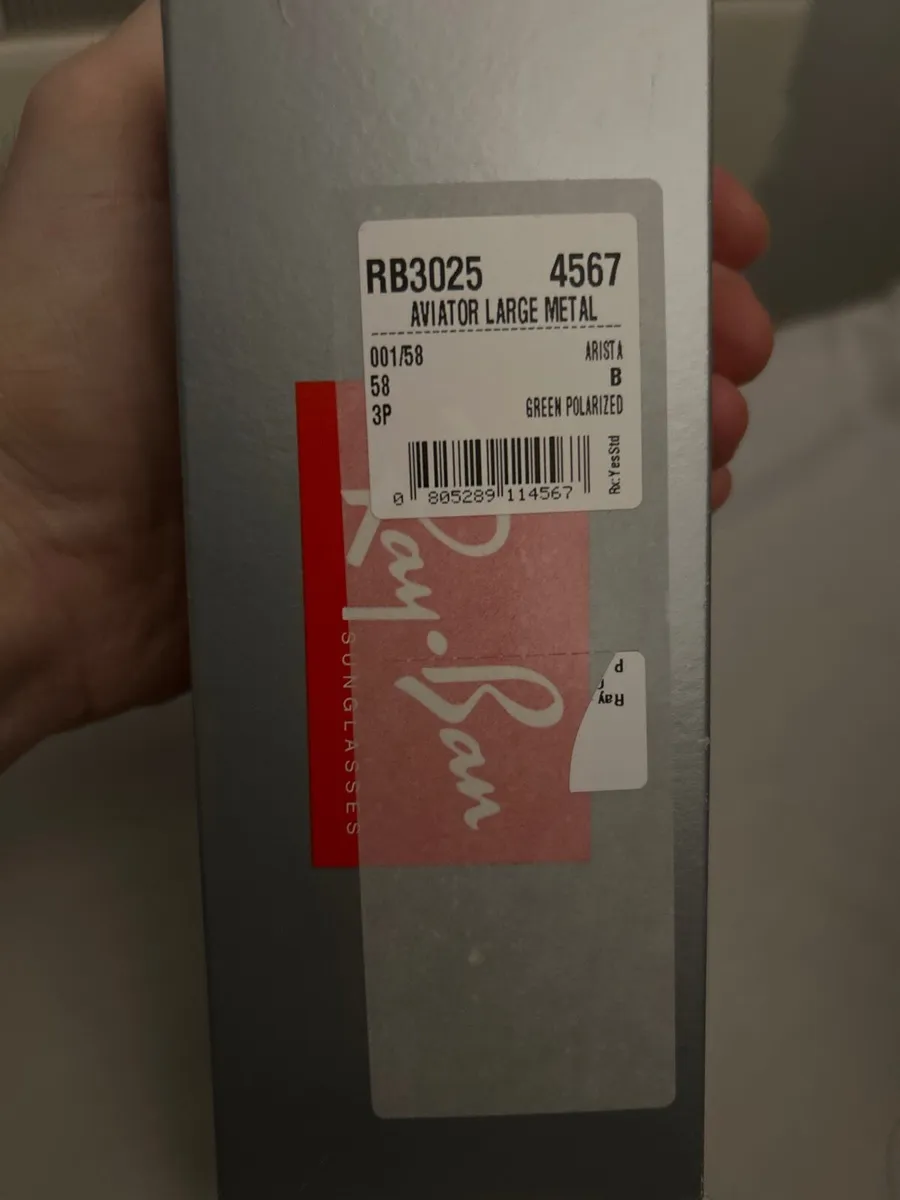 RB3025 4567
AVIATOR LARGE METAL
001/58 ARISTA
58 B
3P GREEN POLARIZED
Rx:YesStd
0 805289 114567
Ray-Ban
SUNGLASSES
P
Ray